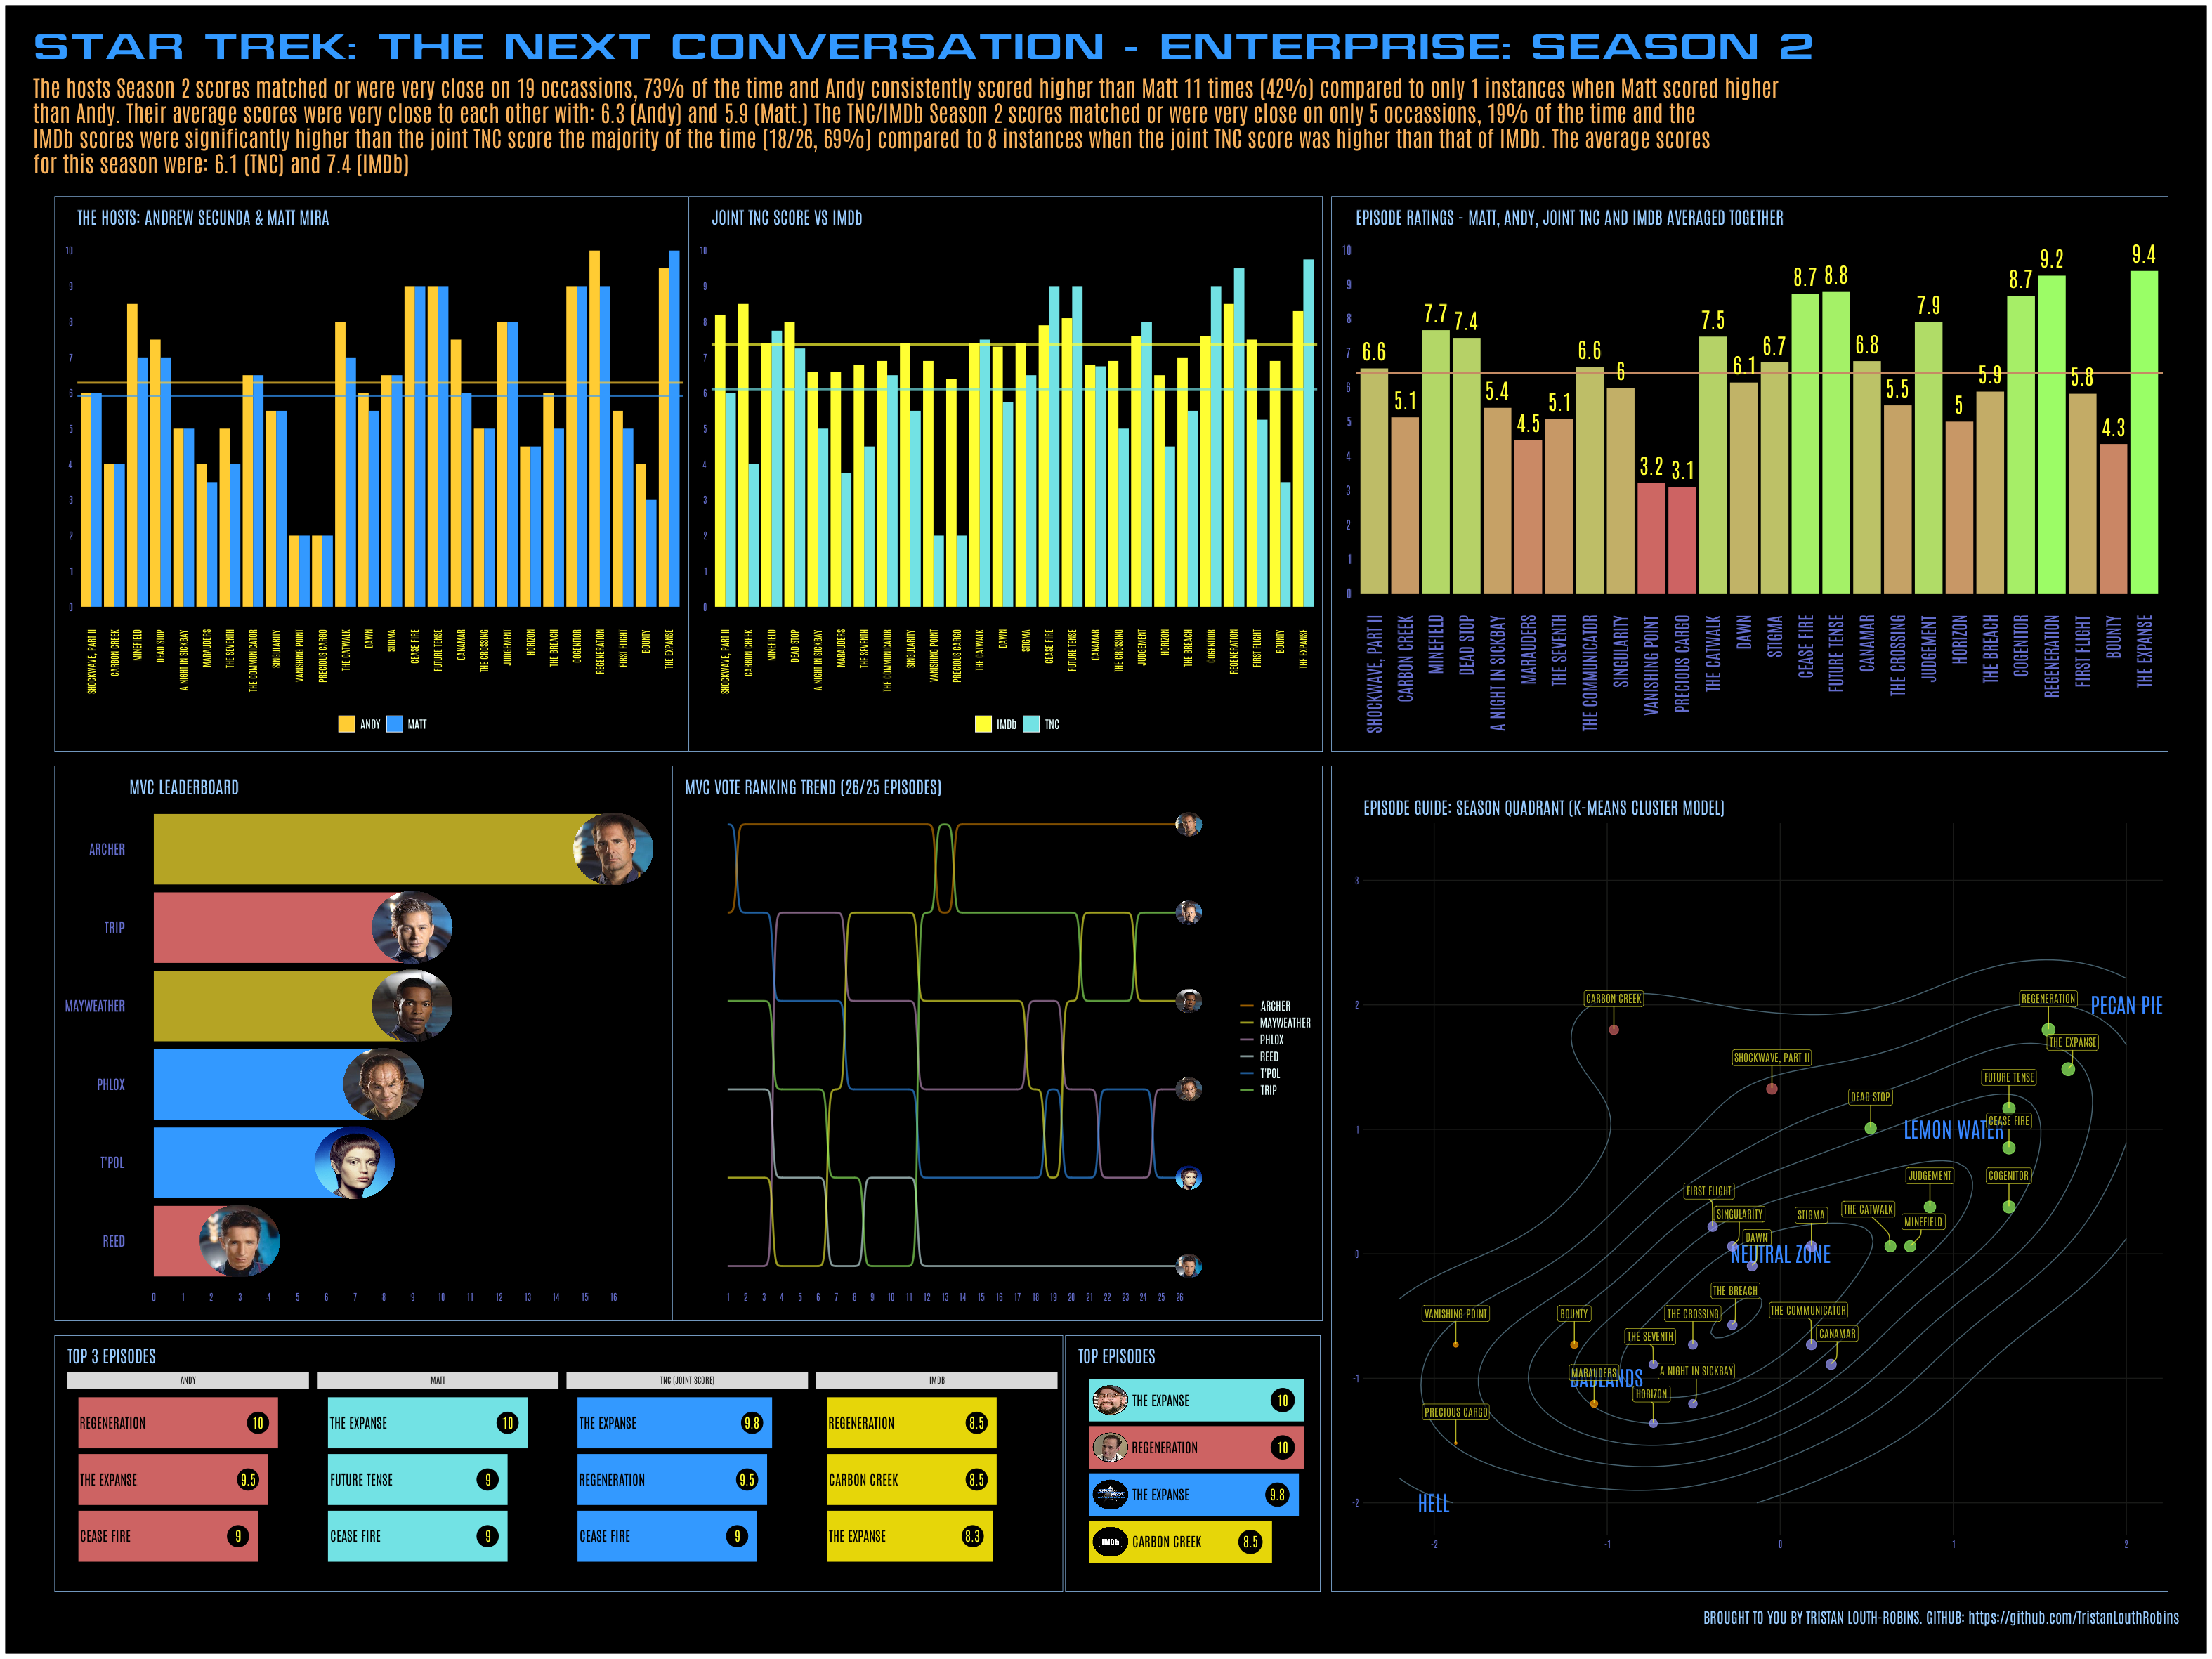 STAR TREK: THE NEXT CONVERSATION - ENTERPRISE: SEASON 2
The hosts Season 2 scores matched or were very close on 19 occassions, 73% of the time and Andy consistently scored higher than Matt 11 times (42%) compared to only 1 instances when Matt scored higher
than Andy. Their average scores were very close to each other with: 6.3 (Andy) and 5.9 (Matt.) The TNC/IMDb Season 2 scores matched or were very close on only 5 occassions, 19% of the time and the
IMDb scores were significantly higher than the joint TNC score the majority of the time (18/26, 69%) compared to 8 instances when the joint TNC score was higher than that of IMDb. The average scores
for this season were: 6.1 (TNC) and 7.4 (IMDb)
THE HOSTS: ANDREW SECUNDA & MATT MIRA
10
9
8
7
6
5
4
3
2
1
0
SHOCKWAVE, PART II
CARBON CREEK
MINEFIELD
DEAD STOP
A NIGHT IN SICKBAY
MARAUDERS
THE SEVENTH
THE COMMUNICATOR
SINGULARITY
VANISHING POINT
PRECIOUS CARGO
THE CATWALK
DAWN
STIGMA
CEASE FIRE
FUTURE TENSE
CANAMAR
THE CROSSING
JUDGEMENT
HORIZON
THE BREACH
COGENITOR
REGENERATION
FIRST FLIGHT
BOUNTY
THE EXPANSE
ANDY MATT
JOINT TNC SCORE VS IMDb
10
9
8
7
6
5
4
3
2
1
0
SHOCKWAVE, PART II
CARBON CREEK
MINEFIELD
DEAD STOP
A NIGHT IN SICKBAY
MARAUDERS
THE SEVENTH
THE COMMUNICATOR
SINGULARITY
VANISHING POINT
PRECIOUS CARGO
THE CATWALK
DAWN
STIGMA
CEASE FIRE
FUTURE TENSE
CANAMAR
THE CROSSING
JUDGEMENT
HORIZON
THE BREACH
COGENITOR
REGENERATION
FIRST FLIGHT
BOUNTY
THE EXPANSE
IMDb TNC
EPISODE RATINGS - MATT, ANDY, JOINT TNC AND IMDB AVERAGED TOGETHER
10
9
8
7
6
5
4
3
2
1
0
6.6
5.1
7.7
7.4
5.4
4.5
5.1
6.6
6
3.2
3.1
7.5
6.1
6.7
8.7
8.8
6.8
5.5
7.9
5
5.9
8.7
9.2
5.8
4.3
9.4
SHOCKWAVE, PART II
CARBON CREEK
MINEFIELD
DEAD STOP
A NIGHT IN SICKBAY
MARAUDERS
THE SEVENTH
THE COMMUNICATOR
SINGULARITY
VANISHING POINT
PRECIOUS CARGO
THE CATWALK
DAWN
STIGMA
CEASE FIRE
FUTURE TENSE
CANAMAR
THE CROSSING
JUDGEMENT
HORIZON
THE BREACH
COGENITOR
REGENERATION
FIRST FLIGHT
BOUNTY
THE EXPANSE
MVC LEADERBOARD
ARCHER
TRIP
MAYWEATHER
PHLOX
T'POL
REED
0 1 2 3 4 5 6 7 8 9 10 11 12 13 14 15 16
MVC VOTE RANKING TREND (26/25 EPISODES)
ARCHER
MAYWEATHER
PHLOX
REED
T'POL
TRIP
1 2 3 4 5 6 7 8 9 10 11 12 13 14 15 16 17 18 19 20 21 22 23 24 25 26
EPISODE GUIDE: SEASON QUADRANT (K-MEANS CLUSTER MODEL)
3
2
1
0
-1
-2
CARBON CREEK
REGENERATION
PECAN PIE
THE EXPANSE
SHOCKWAVE, PART II
FUTURE TENSE
DEAD STOP
CEASE FIRE
LEMON WATER
JUDGEMENT
COGENITOR
FIRST FLIGHT
SINGULARITY
STIGMA
THE CATWALK
MINEFIELD
DAWN
NEUTRAL ZONE
THE BREACH
VANISHING POINT
BOUNTY
THE CROSSING
THE COMMUNICATOR
THE SEVENTH
CANAMAR
MARAUDERS
A NIGHT IN SICKBAY
BADLANDS
HORIZON
PRECIOUS CARGO
HELL
-2 -1 0 1 2
TOP 3 EPISODES
ANDY
REGENERATION 10
THE EXPANSE 9.5
CEASE FIRE 9
MATT
THE EXPANSE 10
FUTURE TENSE 9
CEASE FIRE 9
TNC (JOINT SCORE)
THE EXPANSE 9.8
REGENERATION 9.5
CEASE FIRE 9
IMDB
REGENERATION 8.5
CARBON CREEK 8.5
THE EXPANSE 8.3
TOP EPISODES
THE EXPANSE 10
REGENERATION 10
THE EXPANSE 9.8
IMDb CARBON CREEK 8.5
BROUGHT TO YOU BY TRISTAN LOUTH-ROBINS. GITHUB: https://github.com/TristanLouthRobins